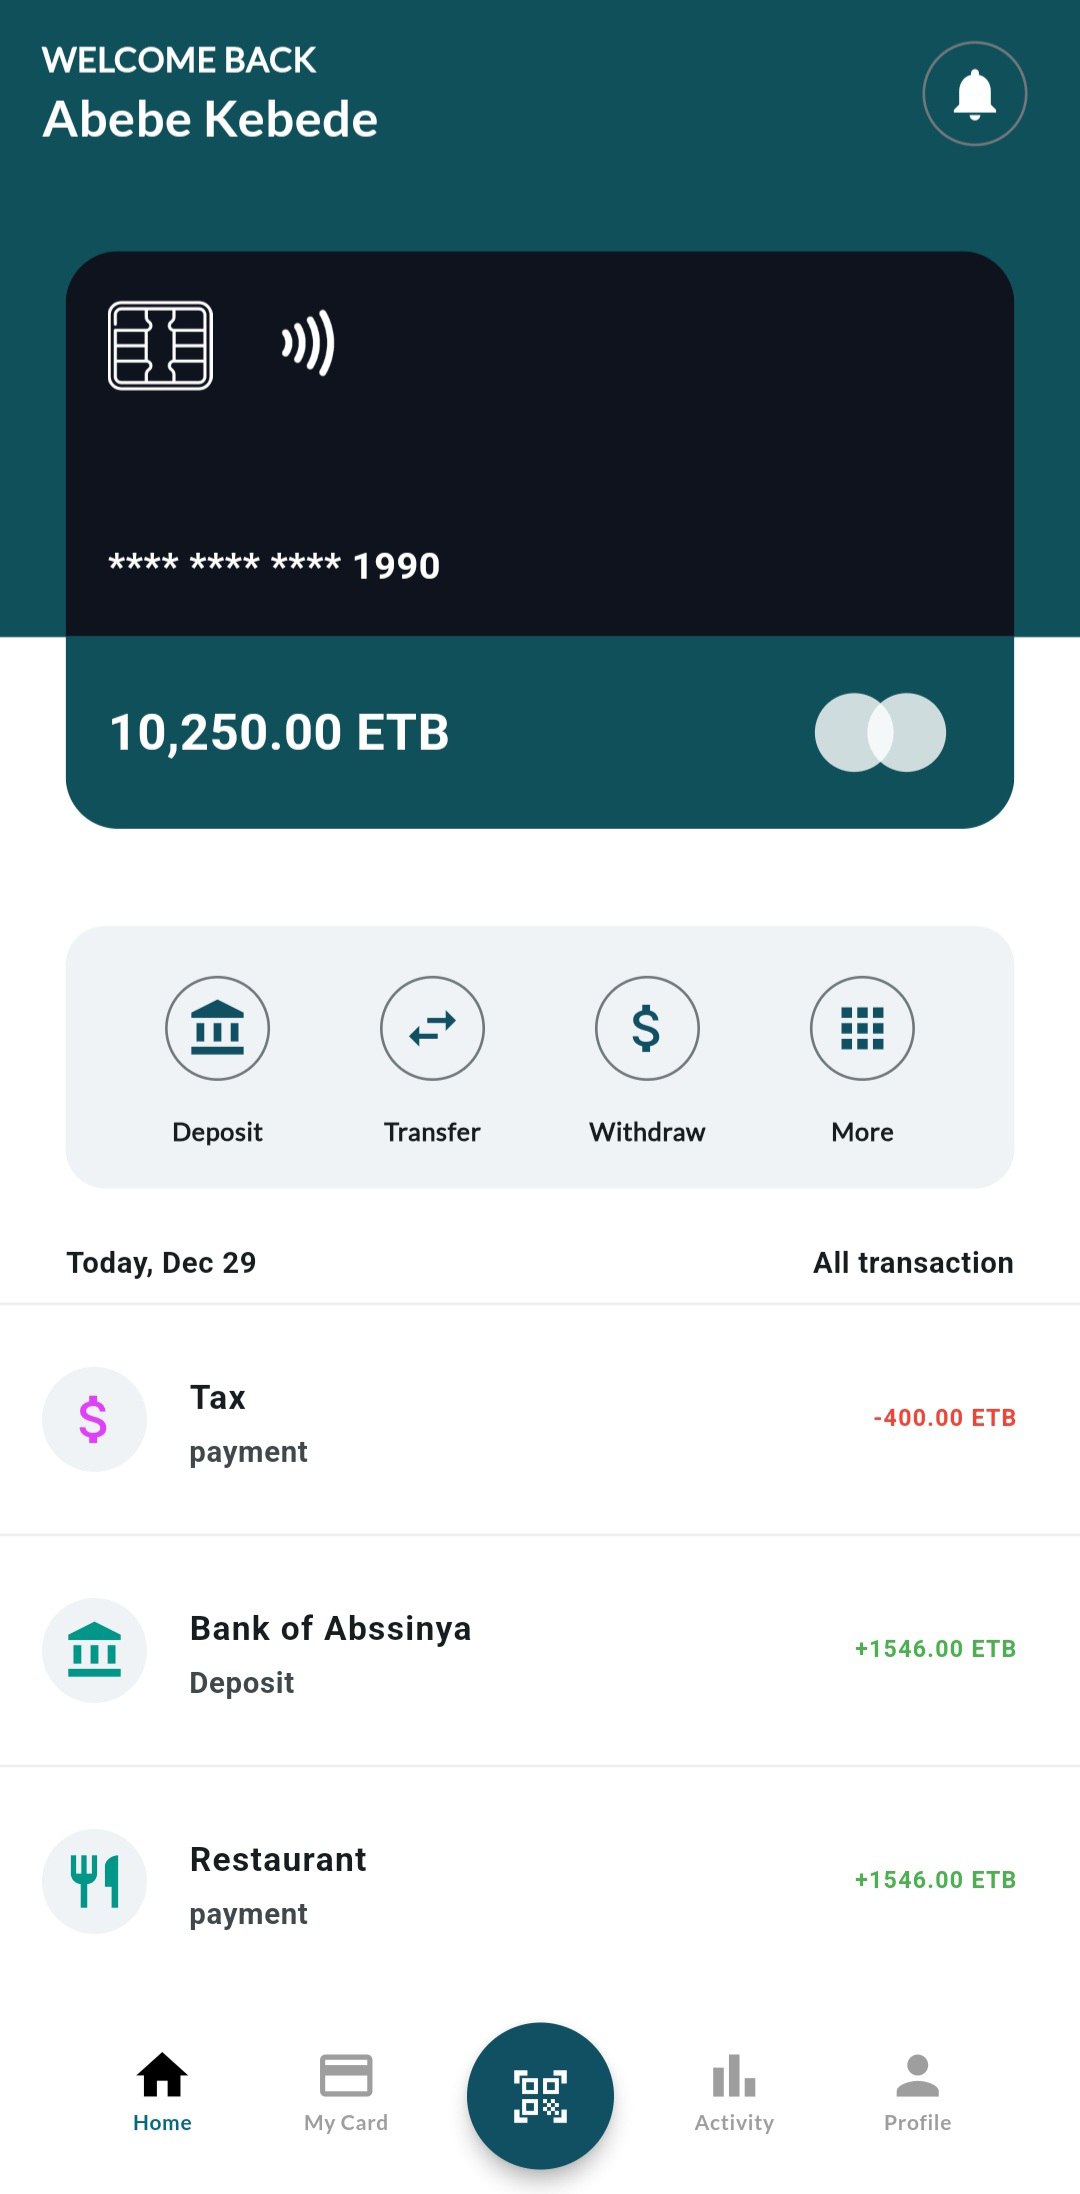 WELCOME BACK
Abebe Kebede
**** **** **** 1990
10,250.00 ETB
Deposit
Transfer
Withdraw
More
Today, Dec 29
All transaction
Tax
-400.00 ETB
payment
Bank of Abssinya
+1546.00 ETB
Deposit
Restaurant
+1546.00 ETB
payment
Home
My Card
Activity
Profile